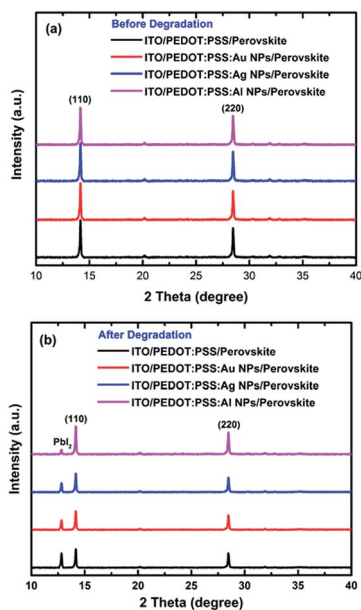 (a)
Before Degradation
ITO/PEDOT:PSS/Perovskite
ITO/PEDOT:PSS:Au NPs/Perovskite
ITO/PEDOT:PSS:Ag NPs/Perovskite
ITO/PEDOT:PSS:Al NPs/Perovskite
(110)
(220)
Intensity (a.u.)
10 15 20 25 30 35 40
2 Theta (degree)
(b)
After Degradation
ITO/PEDOT:PSS/Perovskite
ITO/PEDOT:PSS:Au NPs/Perovskite
ITO/PEDOT:PSS:Ag NPs/Perovskite
ITO/PEDOT:PSS:Al NPs/Perovskite
(110)
PbI2
(220)
Intensity (a.u.)
10 15 20 25 30 35 40
2 Theta (degree)